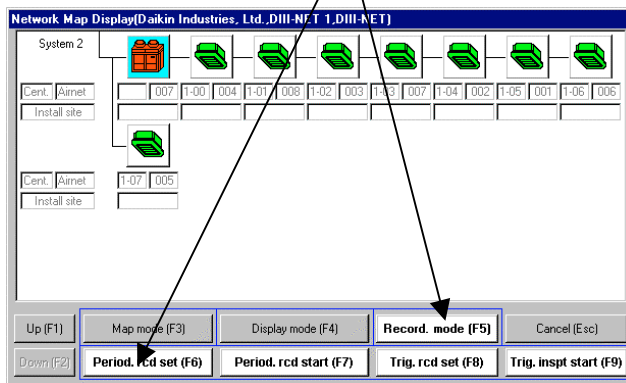 Network Map Display(Daikin Industries, Ltd.,DIII-NET 1,DIII-NET)
System 2
Cent. Airnet 007 1-00 004 1-01 008 1-02 003 1-03 007 1-04 002 1-05 001 1-06 006
Install site
Cent. Airnet 1-07 005
Install site
Up (F1) Map mode (F3) Display mode (F4) Record. mode (F5) Cancel (Esc)
Down (F2) Period. rcd set (F6) Period. rcd start (F7) Trig. rcd set (F8) Trig. inspt start (F9)